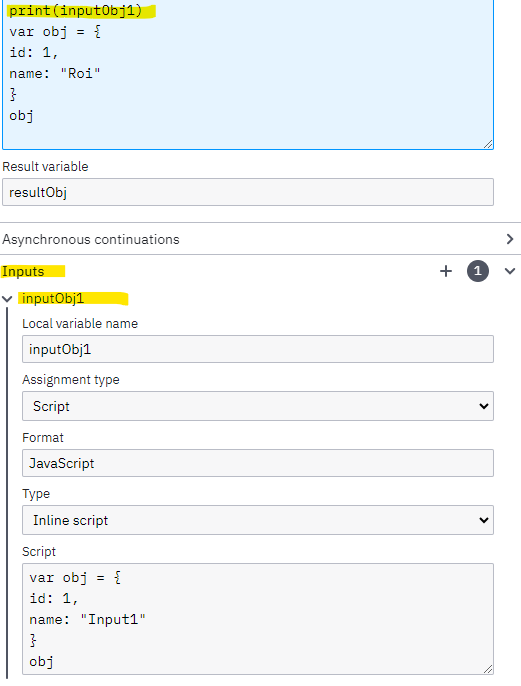 print(inputObj1)
var obj = {
id: 1,
name: "Roi"
}
obj
Result variable
resultObj
Asynchronous continuations
Inputs
1
inputObj1
Local variable name
inputObj1
Assignment type
Script
Format
JavaScript
Type
Inline script
Script
var obj = {
id: 1,
name: "Input1"
}
obj